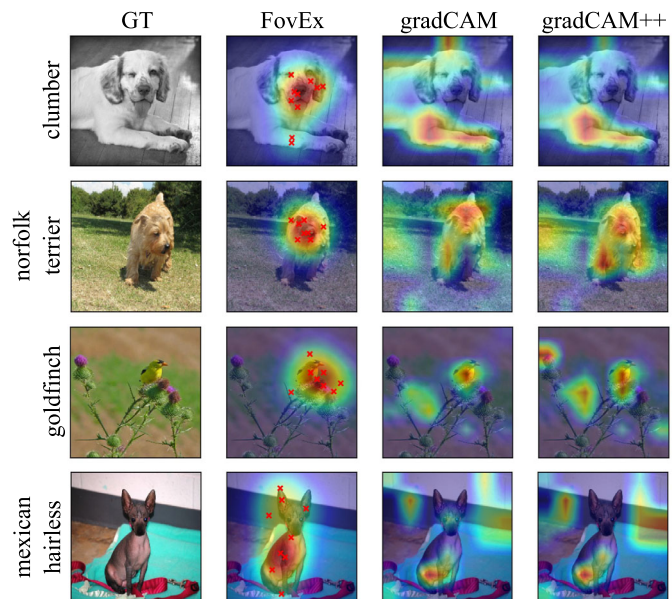 GT FovEx gradCAM gradCAM++
clumber
norfolk
terrier
goldfinch
mexican
hairless